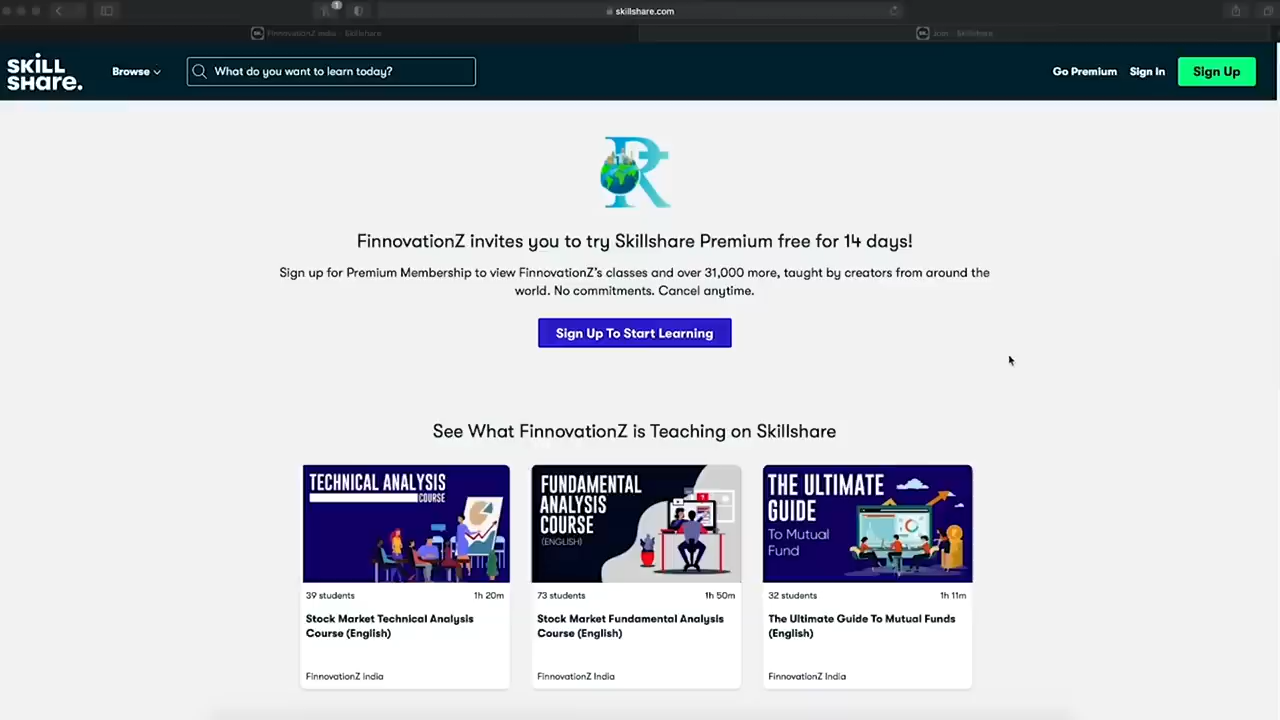 1
skillshare.com
FinnovationZ India - Skillshare
Join - Skillshare
SKILL
SHARE.
Browse
What do you want to learn today?
Go Premium
Sign In
Sign Up
FinnovationZ invites you to try Skillshare Premium free for 14 days!
Sign up for Premium Membership to view FinnovationZ's classes and over 31,000 more, taught by creators from around the
world. No commitments. Cancel anytime.
Sign Up To Start Learning
See What FinnovationZ is Teaching on Skillshare
TECHNICAL ANALYSIS
COURSE
39 students
1h 20m
Stock Market Technical Analysis
Course (English)
FinnovationZ India
FUNDAMENTAL
ANALYSIS
COURSE
(ENGLISH)
73 students
1h 50m
Stock Market Fundamental Analysis
Course (English)
FinnovationZ India
THE ULTIMATE
GUIDE
To Mutual
Fund
32 students
1h 11m
The Ultimate Guide To Mutual Funds
(English)
FinnovationZ India